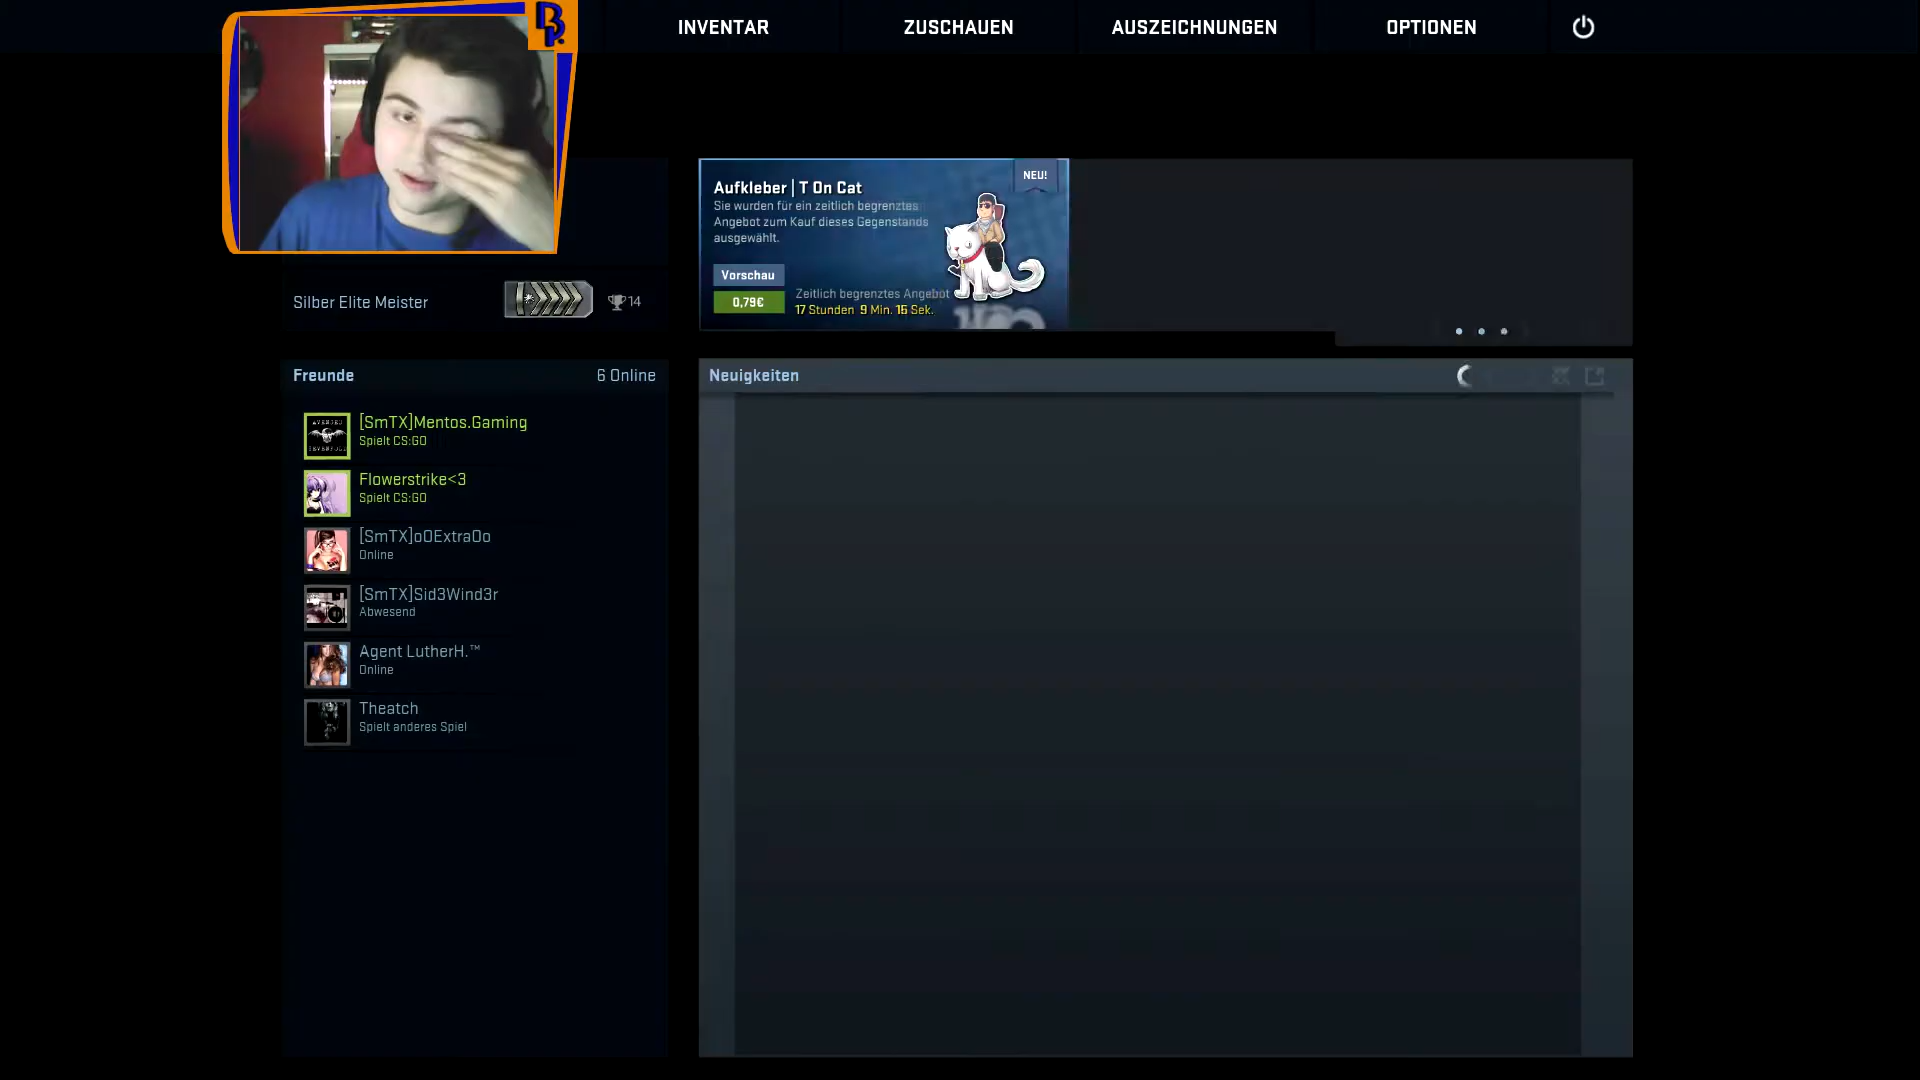 BP.
INVENTAR
ZUSCHAUEN
AUSZEICHNUNGEN
OPTIONEN
Aufkleber | T On Cat
NEU!
Sie wurden für ein zeitlich begrenztes
Angebot zum Kauf dieses Gegenstands
ausgewählt.
Vorschau
0,79€
Zeitlich begrenztes Angebot
17 Stunden 9 Min. 15 Sek.
Silber Elite Meister
14
Freunde
6 Online
[SmTX]Mentos.Gaming
Spielt CS:GO
Flowerstrike<3
Spielt CS:GO
[SmTX]oOExtraOo
Online
[SmTX]Sid3Wind3r
Abwesend
Agent LutherH.™
Online
Theatch
Spielt anderes Spiel
Neuigkeiten